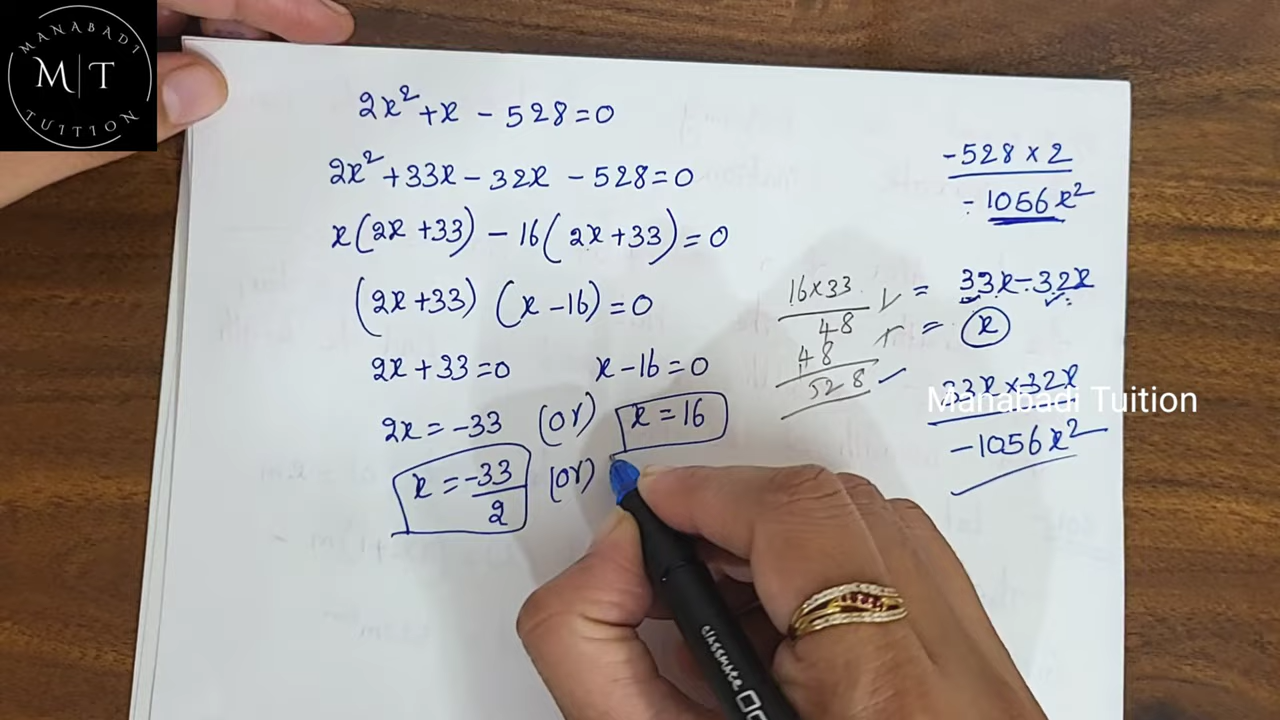 MANABADI
M|T
TUITION
2x² + x - 528 = 0
2x² + 33x - 32x - 528 = 0
x(2x + 33) - 16(2x + 33) = 0
(2x + 33) (x - 16) = 0
2x + 33 = 0 x - 16 = 0
2x = -33 (or) x = 16
x = -33/2 (or)
-528 × 2
- 1056x²
16×33
48
48
528
= 33x - 32x
= x
33x × 32x
-1056x²
Manabadi Tuition
classmate